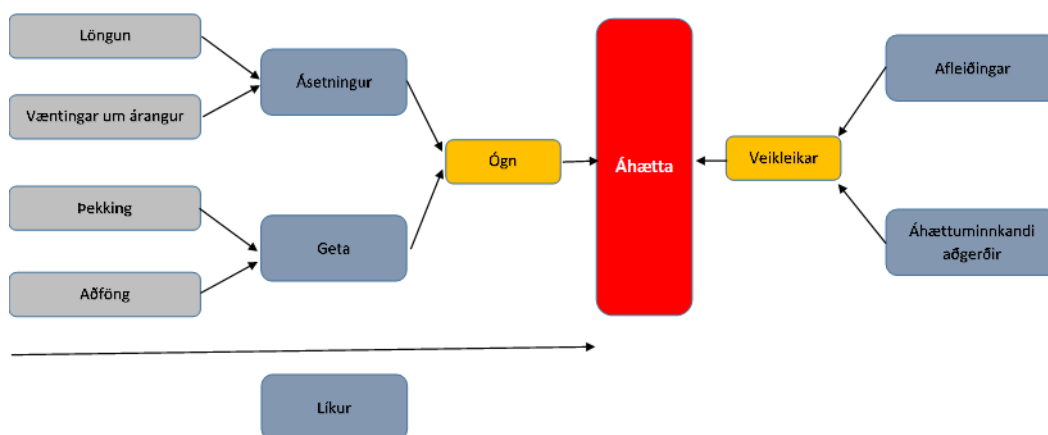 Löngun
Væntingar um árangur
Ásetningur
Þekking
Aðföng
Geta
Ógn
Áhætta
Veikleikar
Afleiðingar
Áhættuminnkandi
aðgerðir
Líkur